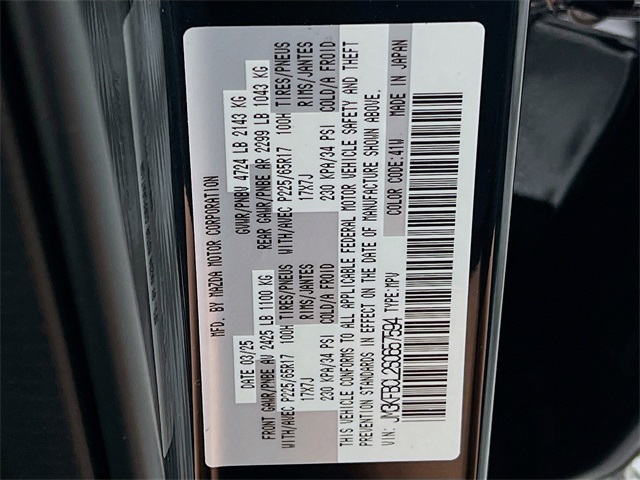 MFD. BY MAZDA MOTOR CORPORATION
DATE 03/25 GVWR/PNBV 4724 LB 2143 KG
FRONT GAWR/PNBE AV 2425 LB 1100 KG REAR GAWR/PNBE AR 2299 LB 1043 KG
WITH/AVEC P225/65R17 100H TIRES/PNEUS WITH/AVEC P225/65R17 100H TIRES/PNEUS
17X7J RIMS/JANTES 17X7J RIMS/JANTES
230 KPA/34 PSI COLD/A FROID 230 KPA/34 PSI COLD/A FROID
THIS VEHICLE CONFORMS TO ALL APPLICABLE FEDERAL MOTOR VEHICLE SAFETY AND THEFT
PREVENTION STANDARDS IN EFFECT ON THE DATE OF MANUFACTURE SHOWN ABOVE.
VIN: JM3KFBCL2S0657594 TYPE:MPV COLOR CODE:41W MADE IN JAPAN